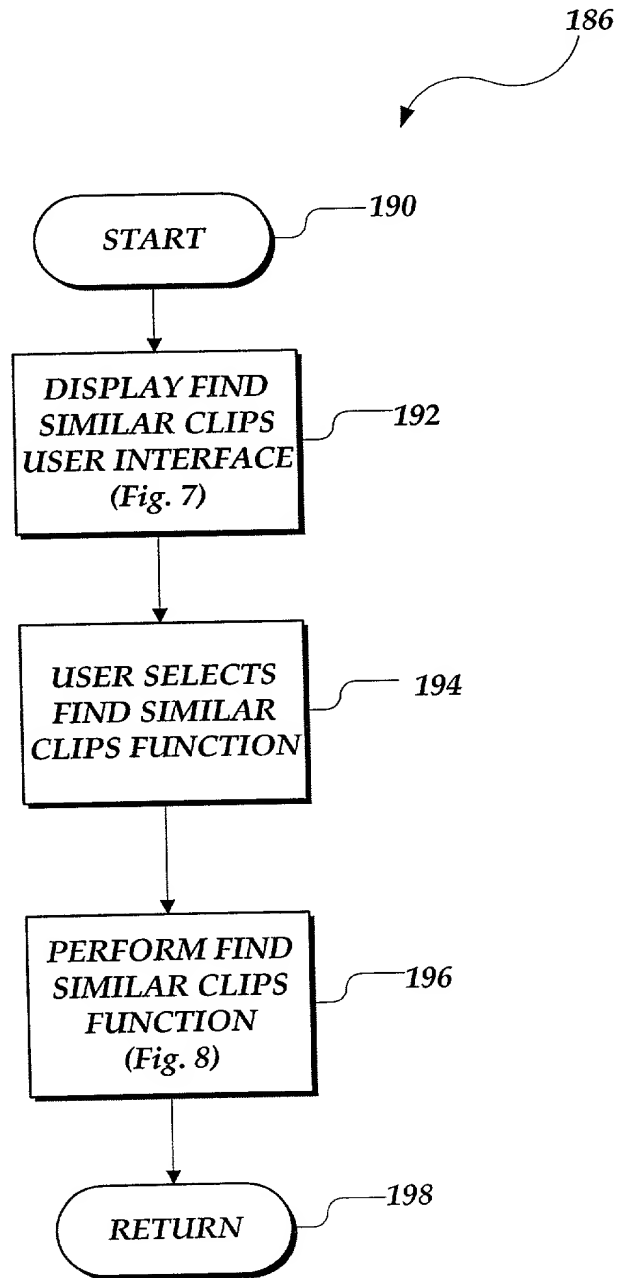 186
START
190
DISPLAY FIND
SIMILAR CLIPS
USER INTERFACE
(Fig. 7)
192
USER SELECTS
FIND SIMILAR
CLIPS FUNCTION
194
PERFORM FIND
SIMILAR CLIPS
FUNCTION
(Fig. 8)
196
RETURN
198